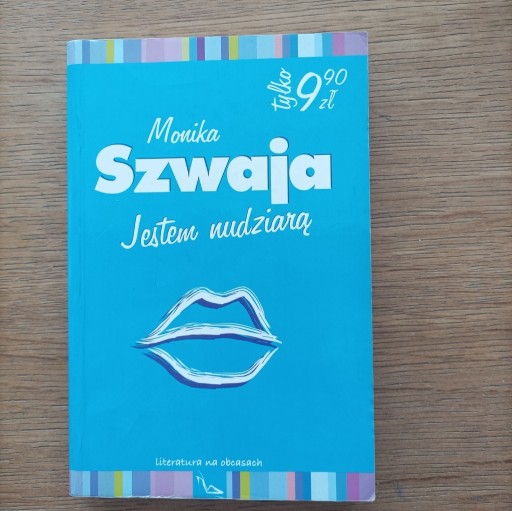 tylko 9 90 zł
Monika
Szwaja
Jestem nudziarą
literatura na obcasach